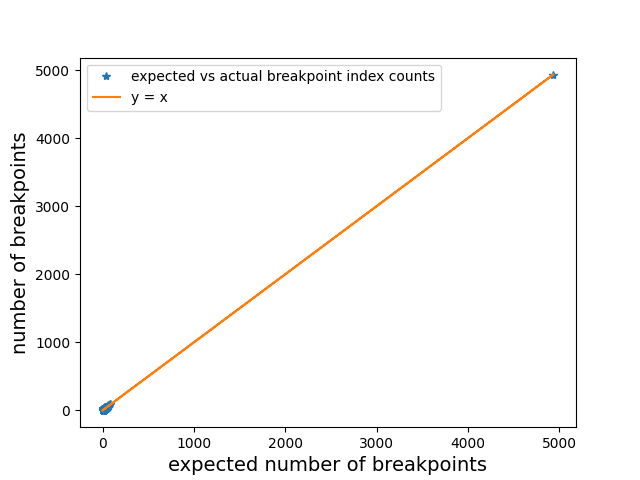 expected vs actual breakpoint index counts
y = x
5000
4000
3000
2000
1000
0
number of breakpoints
0 1000 2000 3000 4000 5000
expected number of breakpoints